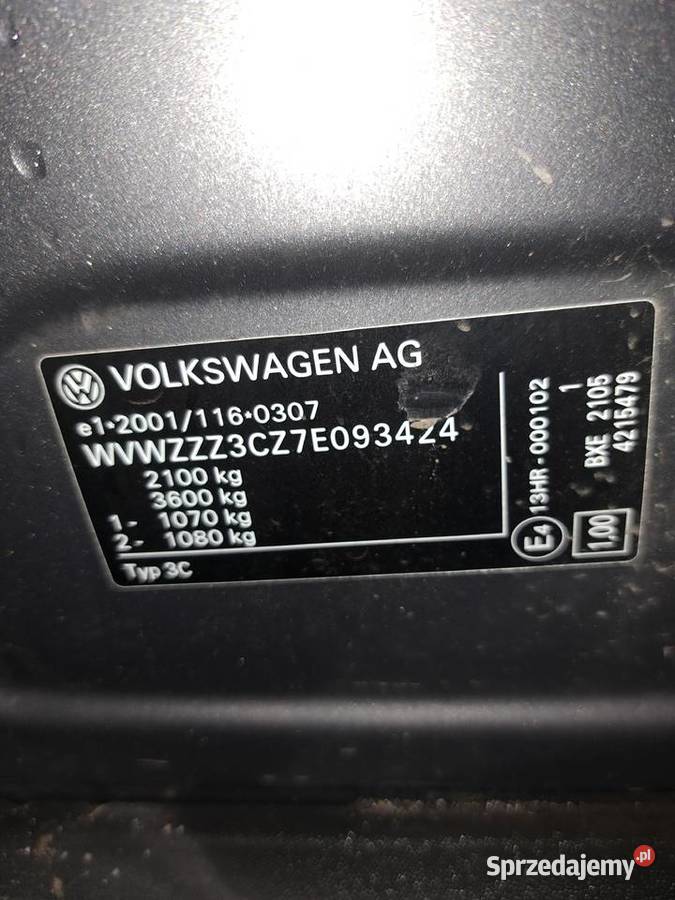 VOLKSWAGEN AG
e1*2001/116*0307
WVWZZZ3CZ7E093424
2100 kg
3600 kg
1- 1070 kg
2- 1080 kg
Typ 3C
E4 13HR-000102
1
BXE 2105
4215479
1.00
Sprzedajemy.pl